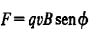 F = qvB sen ϕ